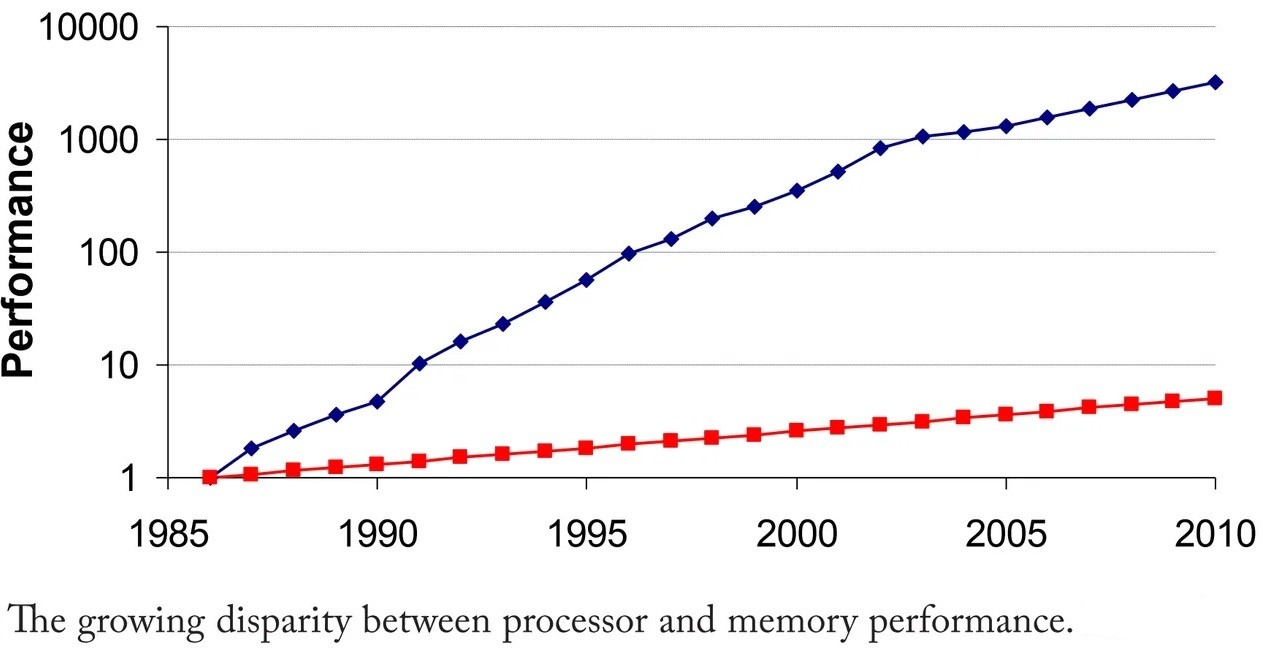 10000
1000
100
10
1
Performance
1985 1990 1995 2000 2005 2010
The growing disparity between processor and memory performance.